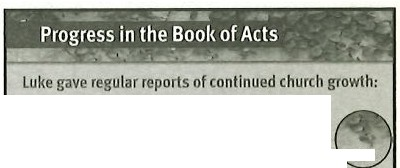 Progress in the Book of Acts
Luke gave regular reports of continued church growth: